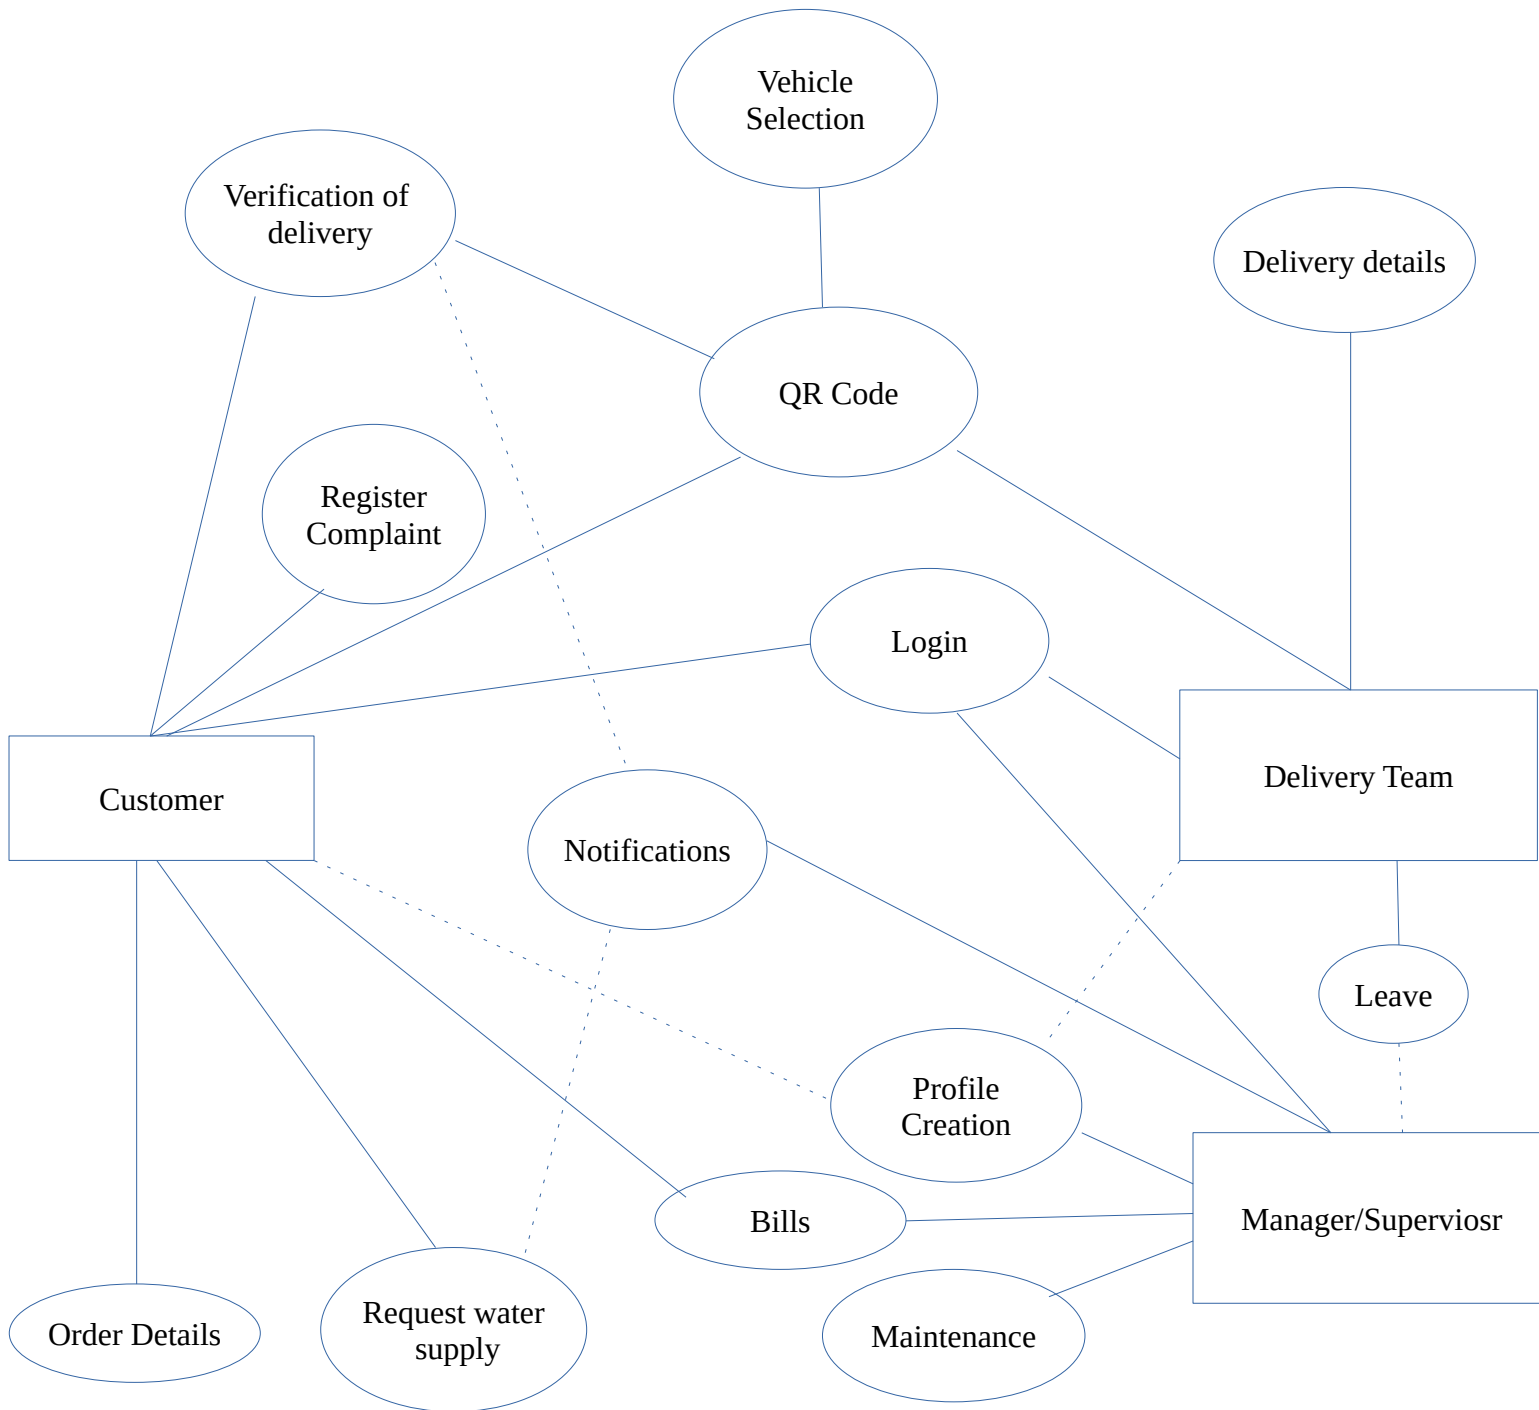 Vehicle
Selection
Verification of
delivery
Delivery details
QR Code
Register
Complaint
Login
Delivery Team
Customer
Notifications
Leave
Profile
Creation
Bills
Manager/Superviosr
Request water
supply
Order Details
Maintenance